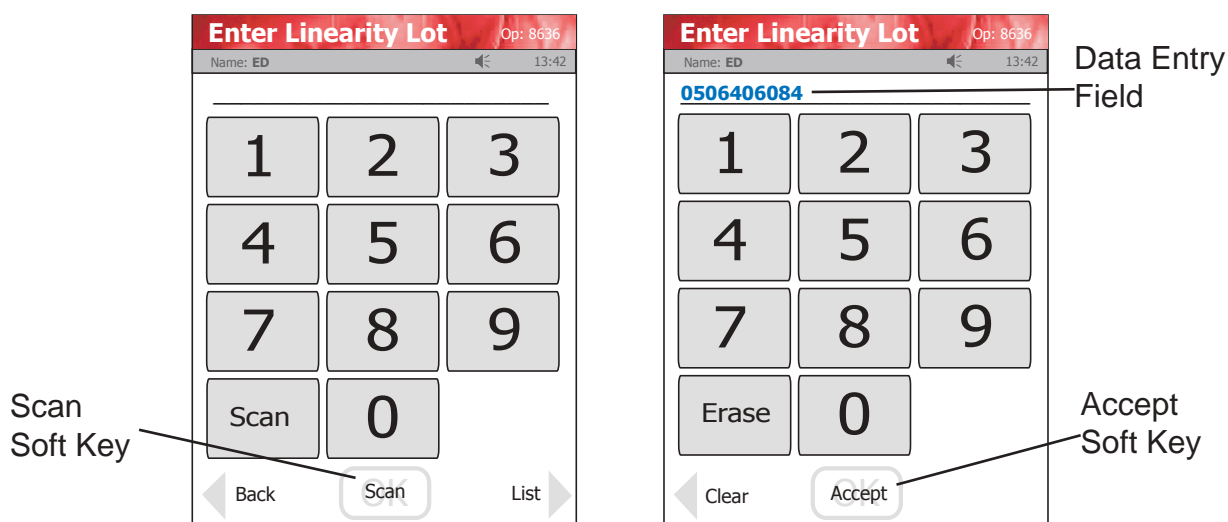 Enter Linearity Lot Op: 8636
Name: ED 13:42
1 2 3
4 5 6
7 8 9
Scan 0
Back OK Scan List
Scan
Soft Key
Enter Linearity Lot Op: 8636
Name: ED 13:42
0506406084
1 2 3
4 5 6
7 8 9
Erase 0
Clear OK Accept
Data Entry
Field
Accept
Soft Key